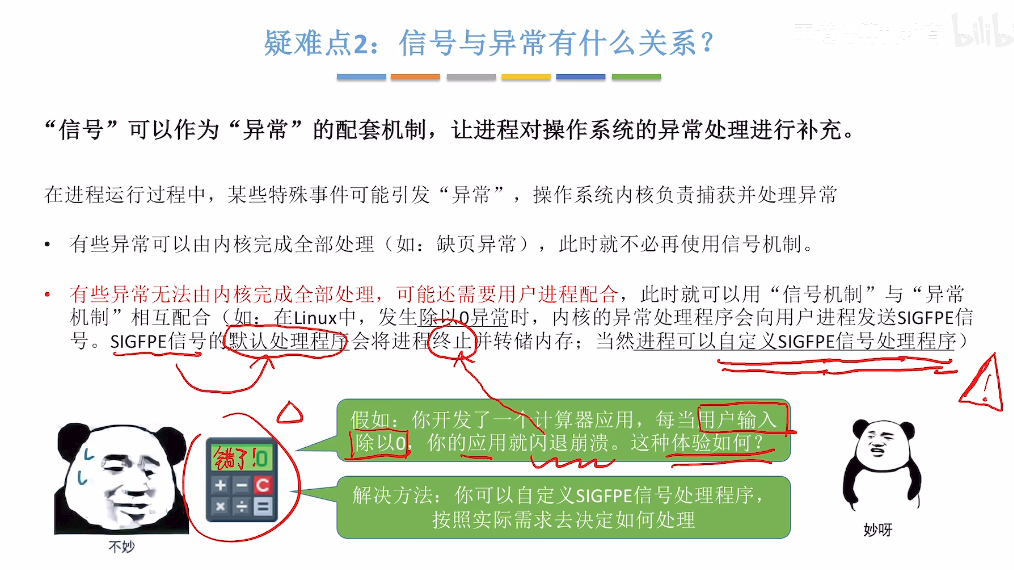 疑难点2：信号与异常有什么关系？
“信号”可以作为“异常”的配套机制，让进程对操作系统的异常处理进行补充。
在进程运行过程中，某些特殊事件可能引发“异常”，操作系统内核负责捕获并处理异常
• 有些异常可以由内核完成全部处理（如：缺页异常），此时就不必再使用信号机制。
• 有些异常无法由内核完成全部处理，可能还需要用户进程配合，此时就可以用“信号机制”与“异常
机制”相互配合（如：在Linux中，发生除以0异常时，内核的异常处理程序会向用户进程发送SIGFPE信
号。SIGFPE信号的默认处理程序会将进程终止并转储内存；当然进程可以自定义SIGFPE信号处理程序）
假如：你开发了一个计算器应用，每当用户输入
除以0，你的应用就闪退崩溃。这种体验如何？
错了！0
+ − C
× ÷ =
解决方法：你可以自定义SIGFPE信号处理程序，
按照实际需求去决定如何处理
不妙
妙呀
bilibi